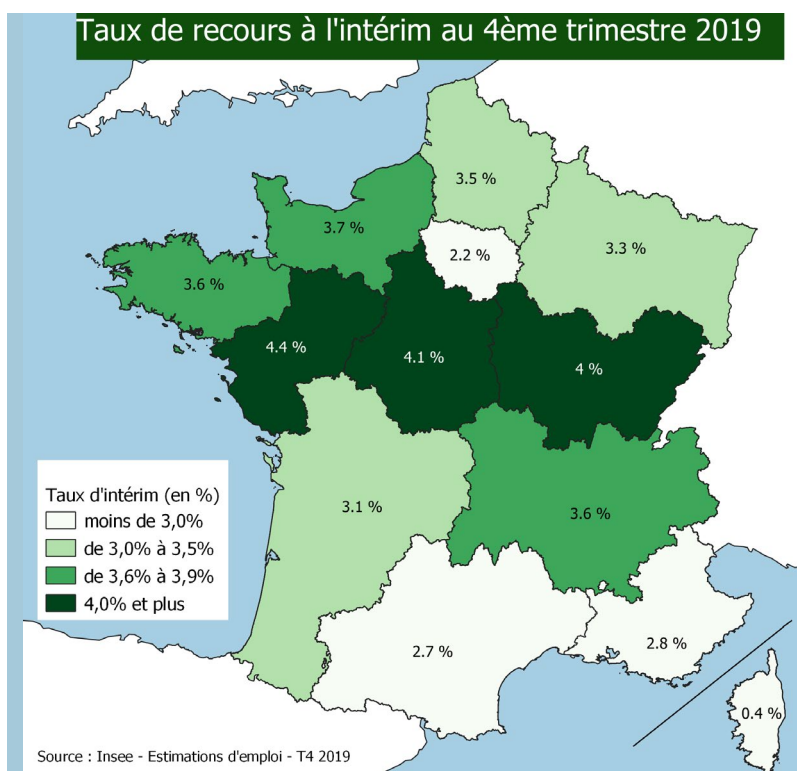 Taux de recours à l'intérim au 4ème trimestre 2019
3.5 %
3.7 %
2.2 %
3.3 %
3.6 %
4.4 %
4.1 %
4 %
3.1 %
3.6 %
2.7 %
2.8 %
0.4 %
Taux d'intérim (en %)
moins de 3,0%
de 3,0% à 3,5%
de 3,6% à 3,9%
4,0% et plus
Source : Insee - Estimations d'emploi - T4 2019